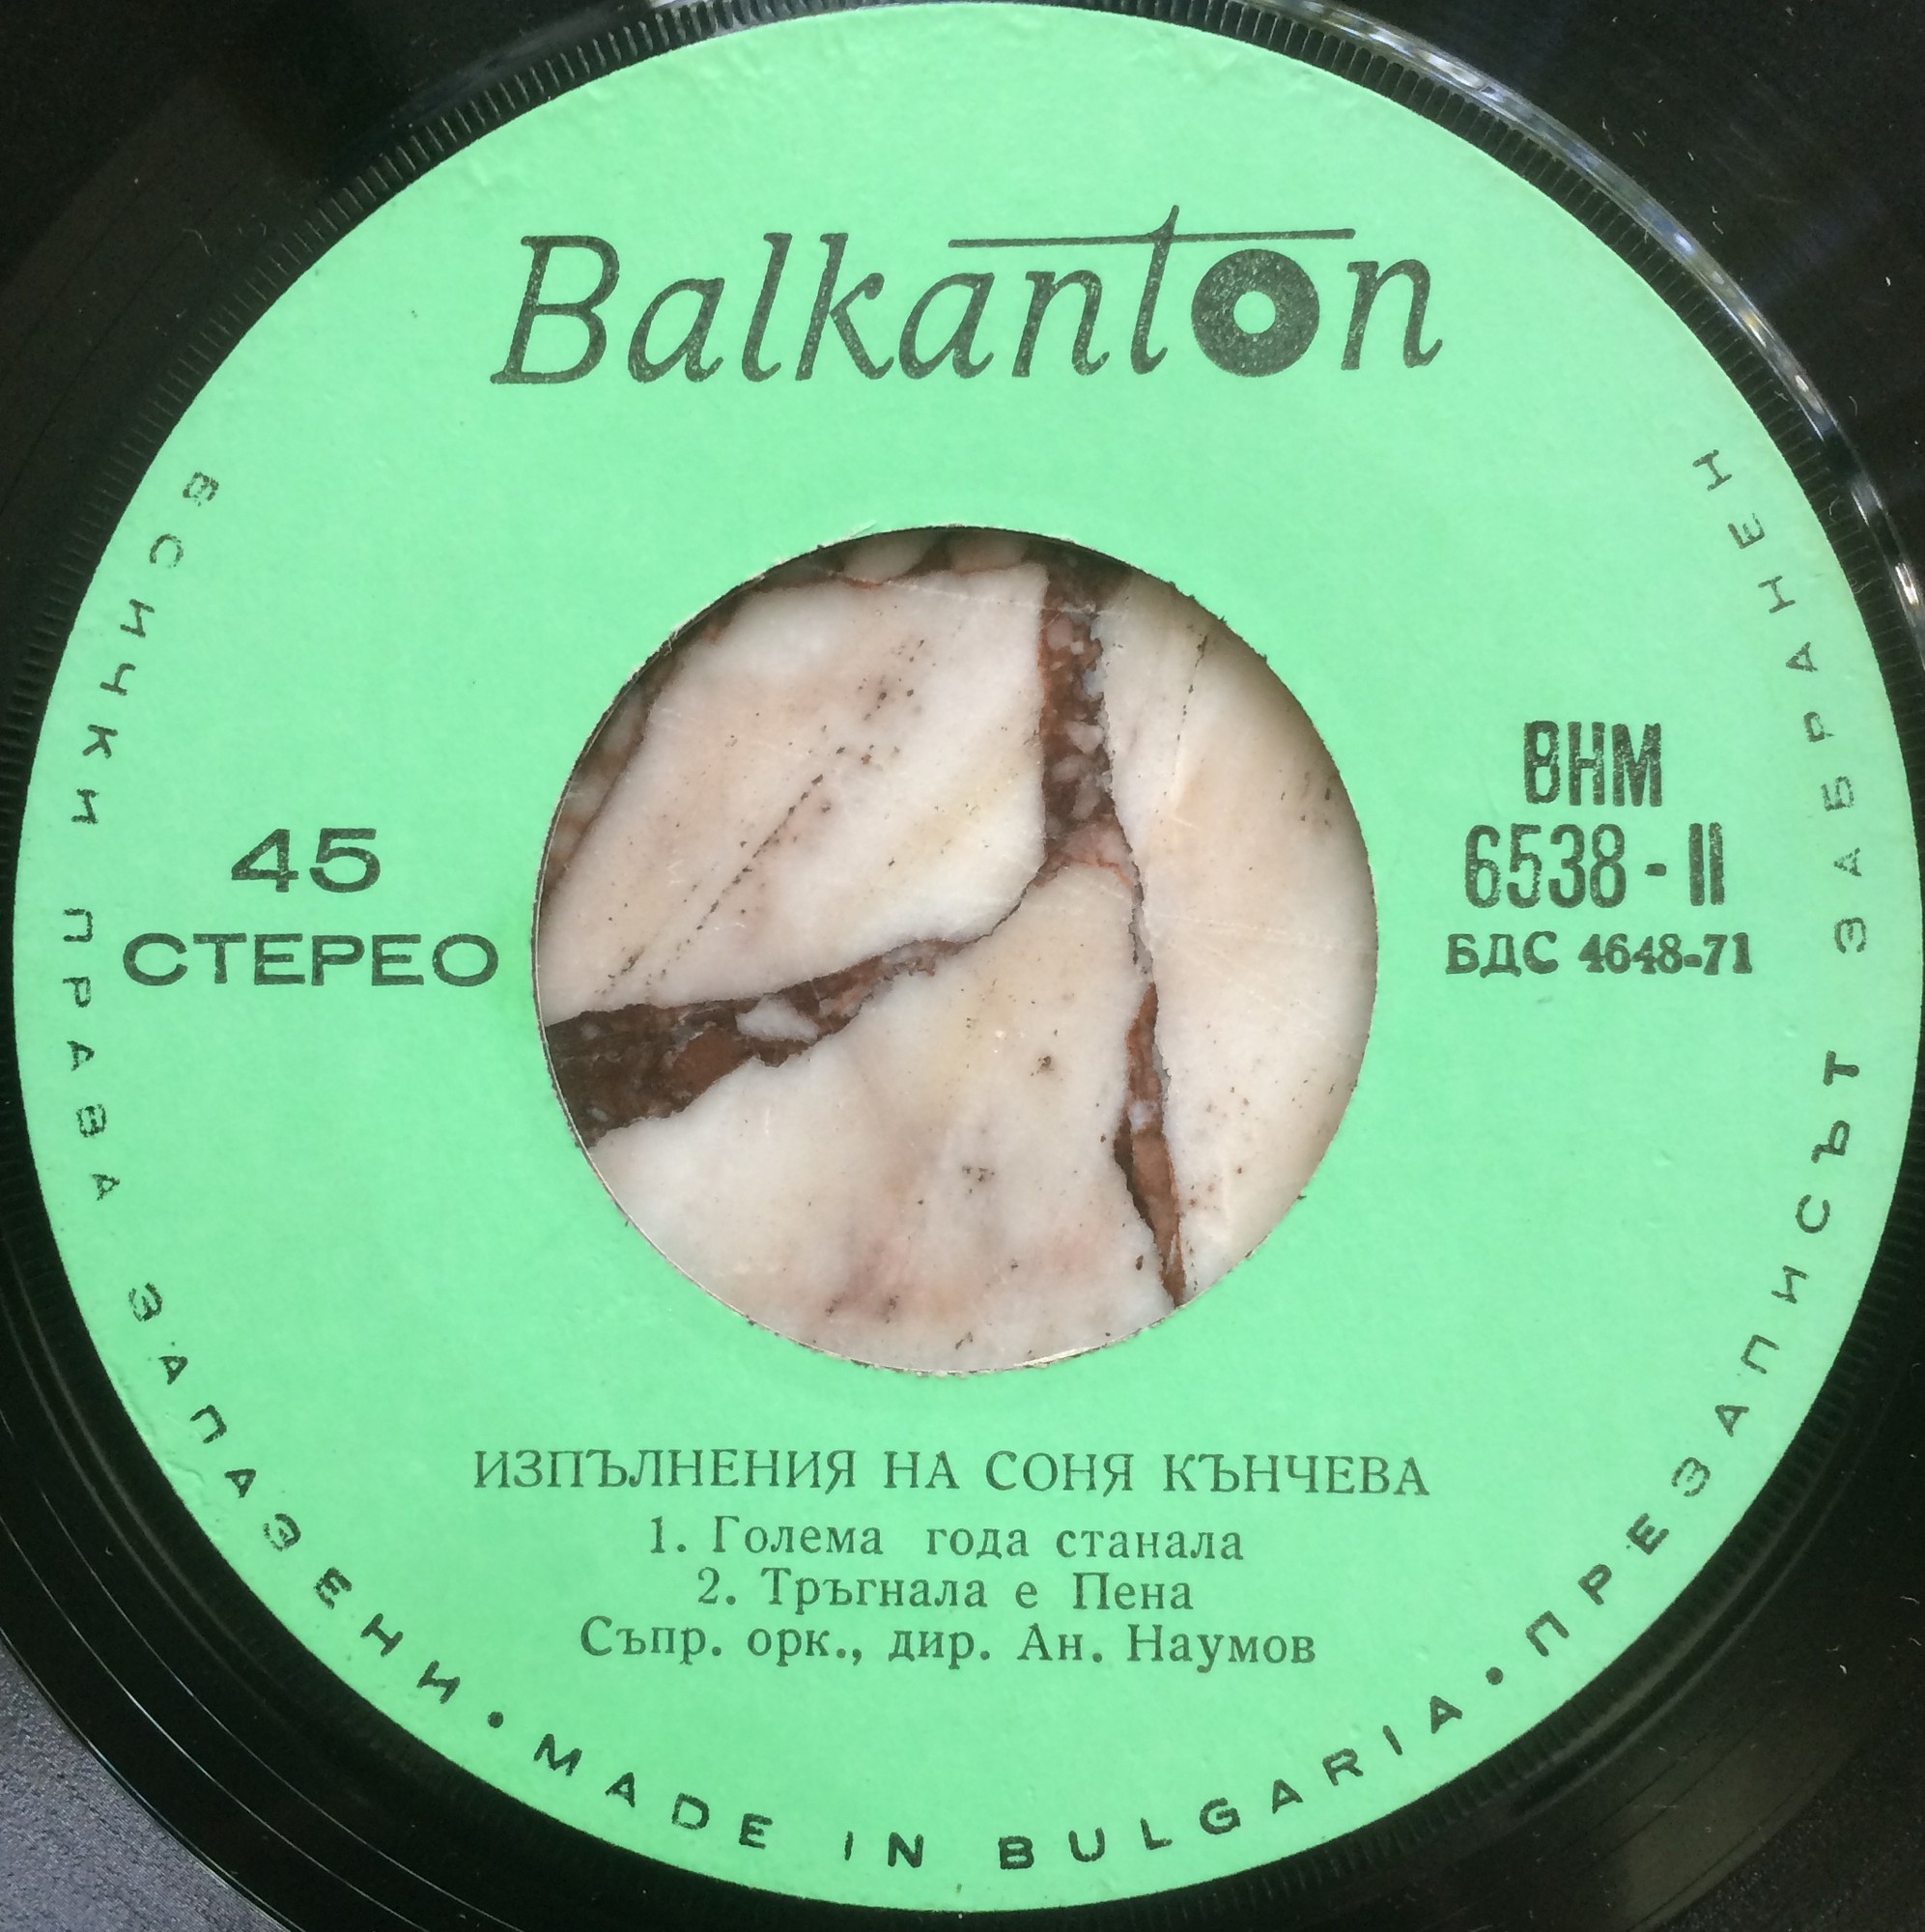 Balkanton
45
СТЕРЕО
ВНМ
6538-II
БДС 4648-71
ИЗПЪЛНЕНИЯ НА СОНЯ КЪНЧЕВА
1. Голема года станала
2. Тръгнала е Пена
Съпр. орк., дир. Ан. Наумов
ВСИЧКИ ПРАВА ЗАПАЗЕНИ • MADE IN BULGARIA • ПРЕЗАПИСЪТ ЗАБРАНЕН